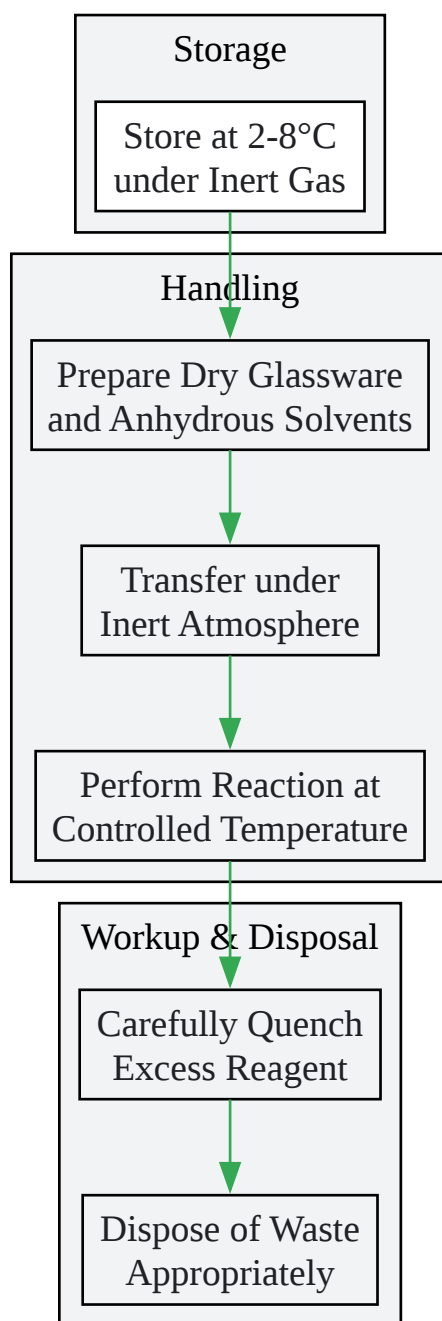 Storage
Store at 2-8°C
under Inert Gas
Handling
Prepare Dry Glassware
and Anhydrous Solvents
Transfer under
Inert Atmosphere
Perform Reaction at
Controlled Temperature
Workup & Disposal
Carefully Quench
Excess Reagent
Dispose of Waste
Appropriately